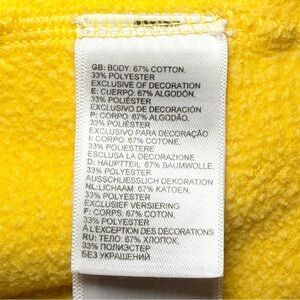 GB: BODY: 67% COTTON,
33% POLYESTER
EXCLUSIVE OF DECORATION
E: CUERPO: 67% ALGODÓN,
33% POLIÉSTER
EXCLUSIVO DE DECORACIÓN
P: CORPO: 67% ALGODÃO,
33% POLIÉSTER
EXCLUSIVO PARA DECORAÇÃO
I: CORPO: 67% COTONE,
33% POLIESTERE
ESCLUSA LA DECORAZIONE
D: HAUPTTEIL: 67% BAUMWOLLE,
33% POLYESTER
AUSSCHLIESSLICH DEKORATION
NL: LICHAAM: 67% KATOEN,
33% POLYESTER
EXCLUSIEF VERSIERING
F: CORPS: 67% COTON,
33% POLYESTER
À L'EXCEPTION DES DÉCORATIONS
RU: ТЕЛО: 67% ХЛОПОК,
33% ПОЛИЭСТЕР
БЕЗ УКРАШЕНИЙ